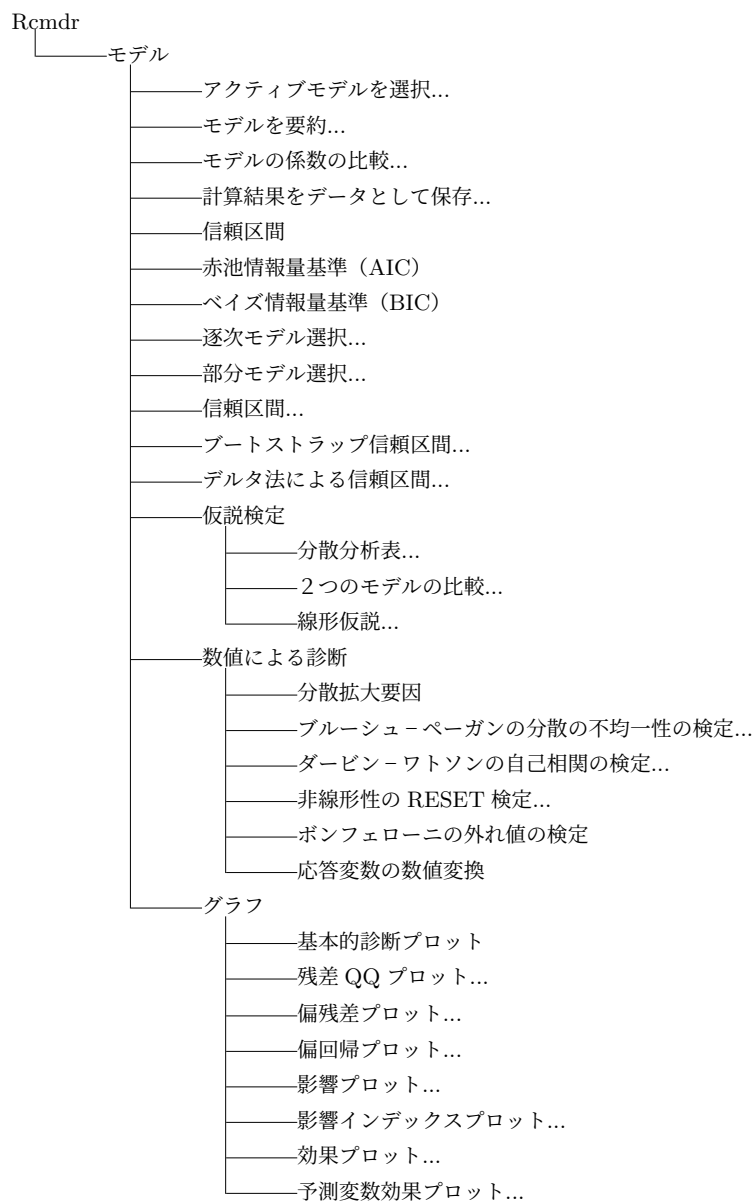 Rcmdr
モデル
アクティブモデルを選択...
モデルを要約...
モデルの係数の比較...
計算結果をデータとして保存...
信頼区間
赤池情報量基準（AIC）
ベイズ情報量基準（BIC）
逐次モデル選択...
部分モデル選択...
信頼区間...
ブートストラップ信頼区間...
デルタ法による信頼区間...
仮説検定
分散分析表...
２つのモデルの比較...
線形仮説...
数値による診断
分散拡大要因
ブルーシュ－ペーガンの分散の不均一性の検定...
ダービン－ワトソンの自己相関の検定...
非線形性の RESET 検定...
ボンフェローニの外れ値の検定
応答変数の数値変換
グラフ
基本的診断プロット
残差 QQ プロット...
偏残差プロット...
偏回帰プロット...
影響プロット...
影響インデックスプロット...
効果プロット...
予測変数効果プロット...